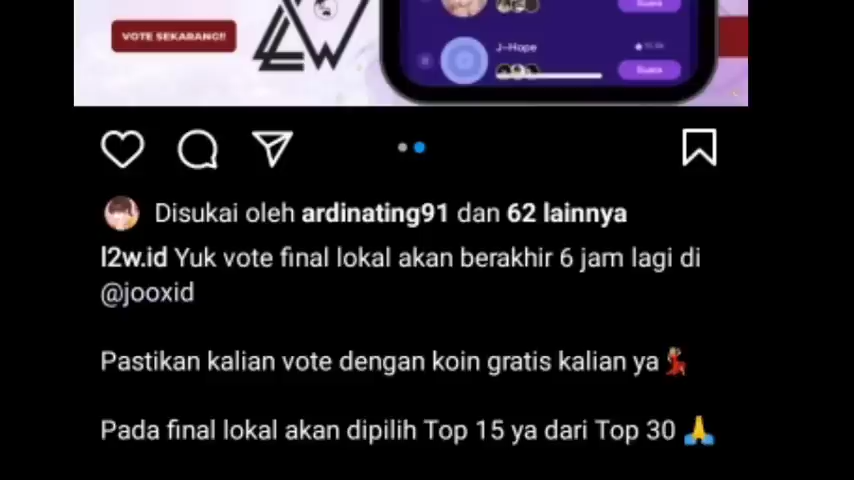 VOTE SEKARANG!!
J-Hope
Disukai oleh ardinating91 dan 62 lainnya
l2w.id Yuk vote final lokal akan berakhir 6 jam lagi di
@jooxid
Pastikan kalian vote dengan koin gratis kalian ya💃
Pada final lokal akan dipilih Top 15 ya dari Top 30 🙏